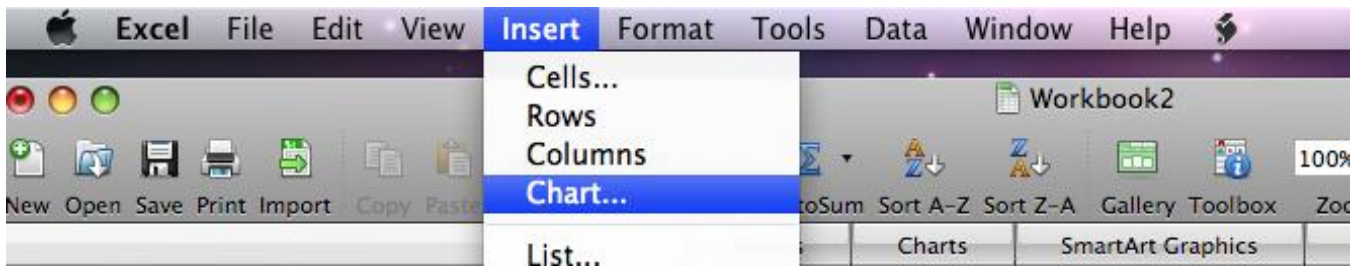 Excel File Edit View Insert Format Tools Data Window Help
Cells...
Workbook2
Rows
Columns
100%
Chart...
New Open Save Print Import Copy Paste Sort A-Z Sort Z-A Gallery Toolbox
Charts SmartArt Graphics
List...